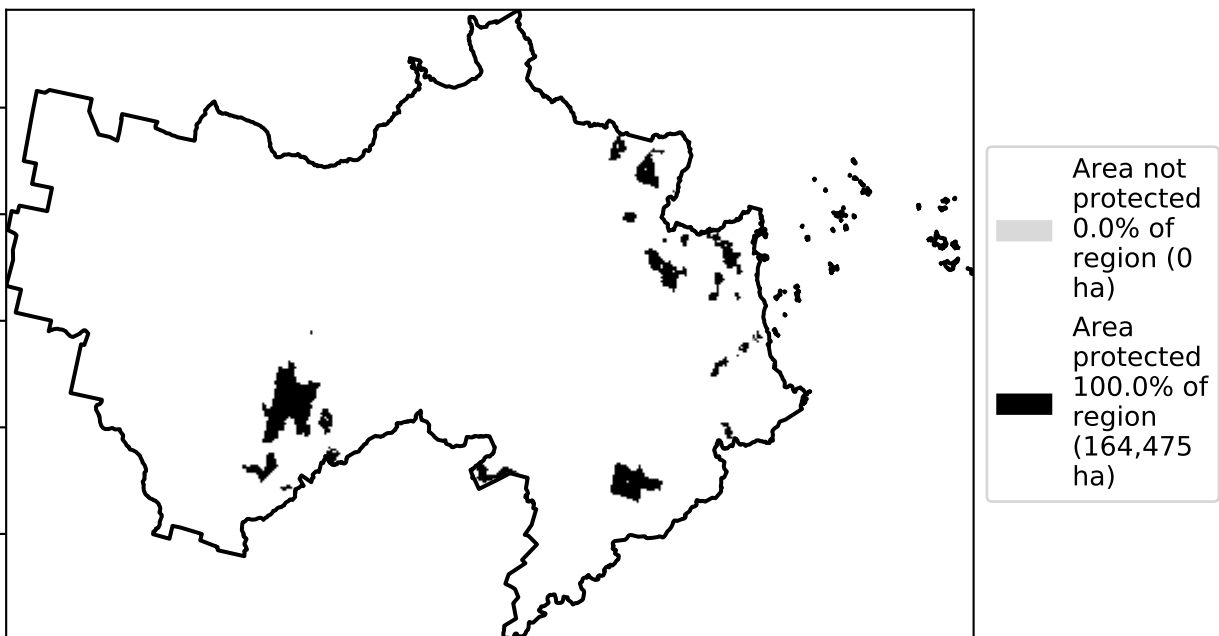 Area not
protected
0.0% of
region (0
ha)
Area
protected
100.0% of
region
(164,475
ha)